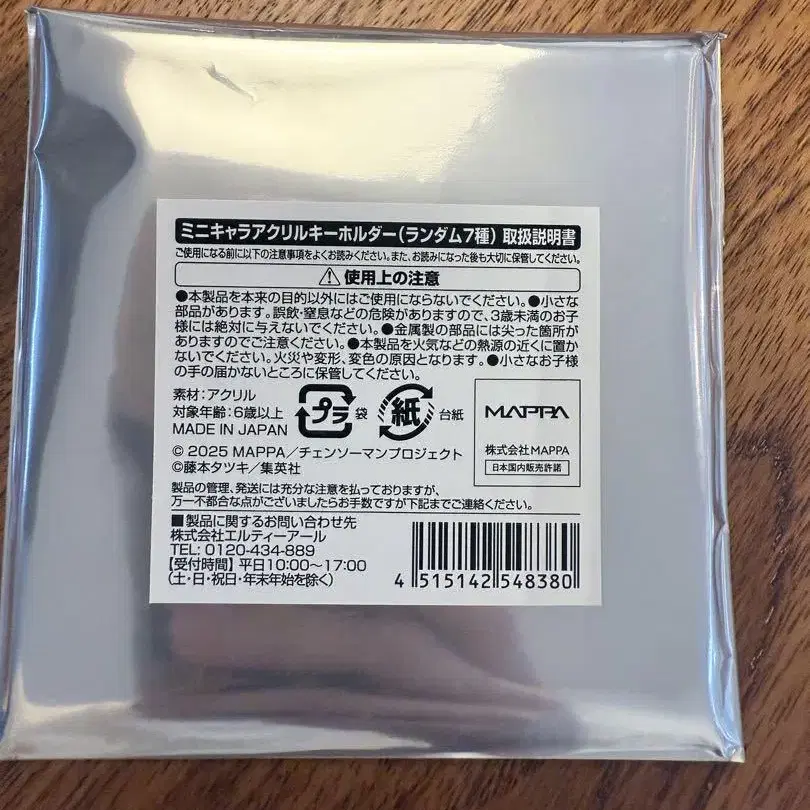 ミニキャラアクリルキーホルダー(ランダム7種) 取扱説明書
ご使用になる前に以下の注意事項をよくお読みください。また、お読みになった後も大切に保管してください。
使用上の注意
●本製品を本来の目的以外にはご使用にならないでください。●小さな
部品があります。誤飲・窒息などの危険がありますので、3歳未満のお子
様には絶対に与えないでください。●金属製の部品には尖った箇所が
ありますのでご注意ください。●本製品を火気などの熱源の近くに置か
ないでください。火災や変形、変色の原因となります。●小さなお子様
の手の届かないところに保管してください。
素材:アクリル
対象年齢:6歳以上
MADE IN JAPAN
プラ 袋
紙 台紙
MAPPA
株式会社MAPPA
日本国内販売許諾
© 2025 MAPPA/チェンソーマンプロジェクト
©藤本タツキ/集英社
製品の管理、発送には充分な注意を払っておりますが、
万一不都合な点がございましたらお手数ですが下記までご連絡ください。
■製品に関するお問い合わせ先
株式会社エルティーアール
TEL: 0120-434-889
【受付時間】平日10:00~17:00
(土・日・祝日・年末年始を除く)
4 515142 548380